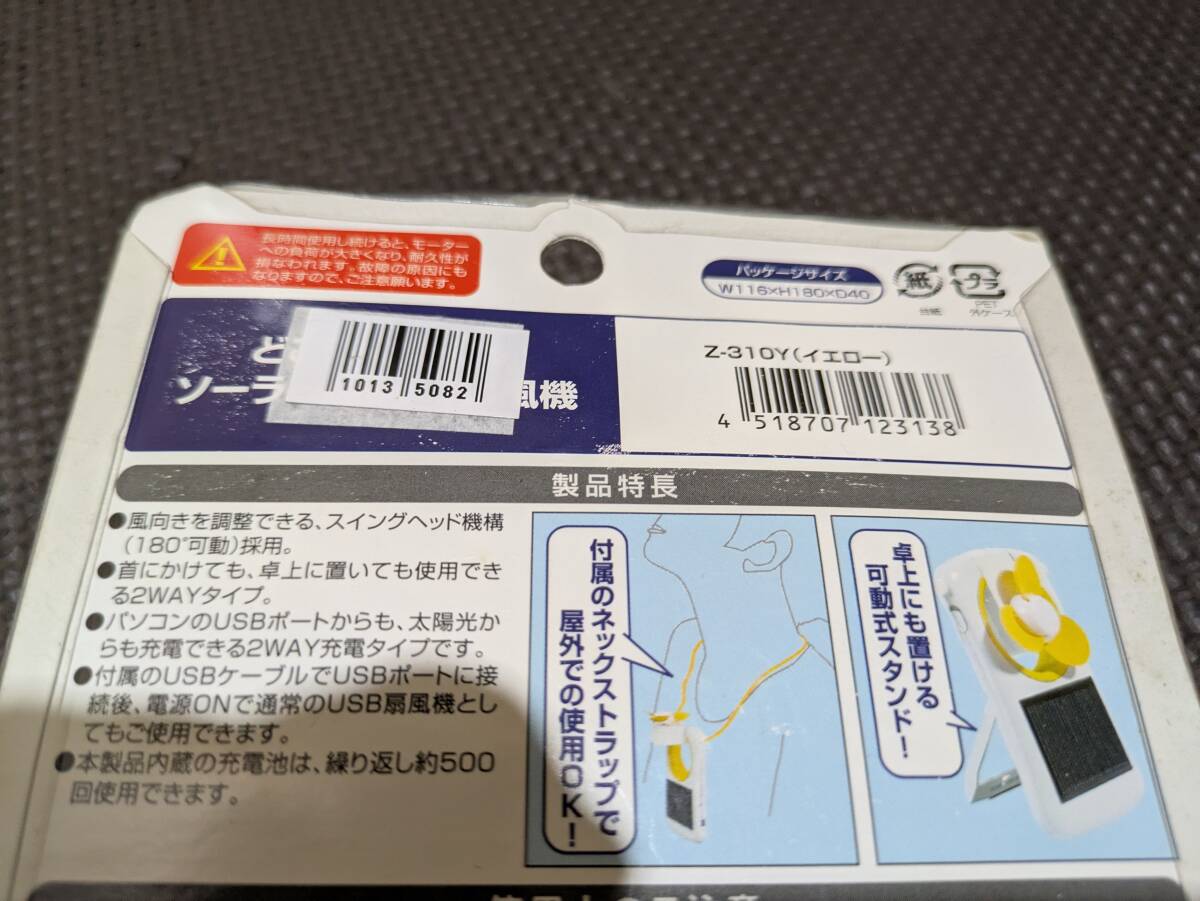 長時間使用し続けると、モーター
への負荷が大きくなり、耐久性が
損なわれます。故障の原因にも
なりますので、ご注意願います。
パッケージサイズ
W116×H180×D40
紙
台紙
プラ
PET
外ケース
ソーラ
風機
1013 5082
Z-310Y(イエロー)
4 518707 123138
製品特長
●風向きを調整できる、スイングヘッド機構
(180°可動)採用。
●首にかけても、卓上に置いても使用でき
る2WAYタイプ。
●パソコンのUSBポートからも、太陽光か
らも充電できる2WAY充電タイプです。
●付属のUSBケーブルでUSBポートに接
続後、電源ONで通常のUSB扇風機とし
てもご使用できます。
●本製品内蔵の充電池は、繰り返し約500
回使用できます。
付属のネックストラップで
屋外での使用OK!
卓上にも置ける
可動式スタンド!